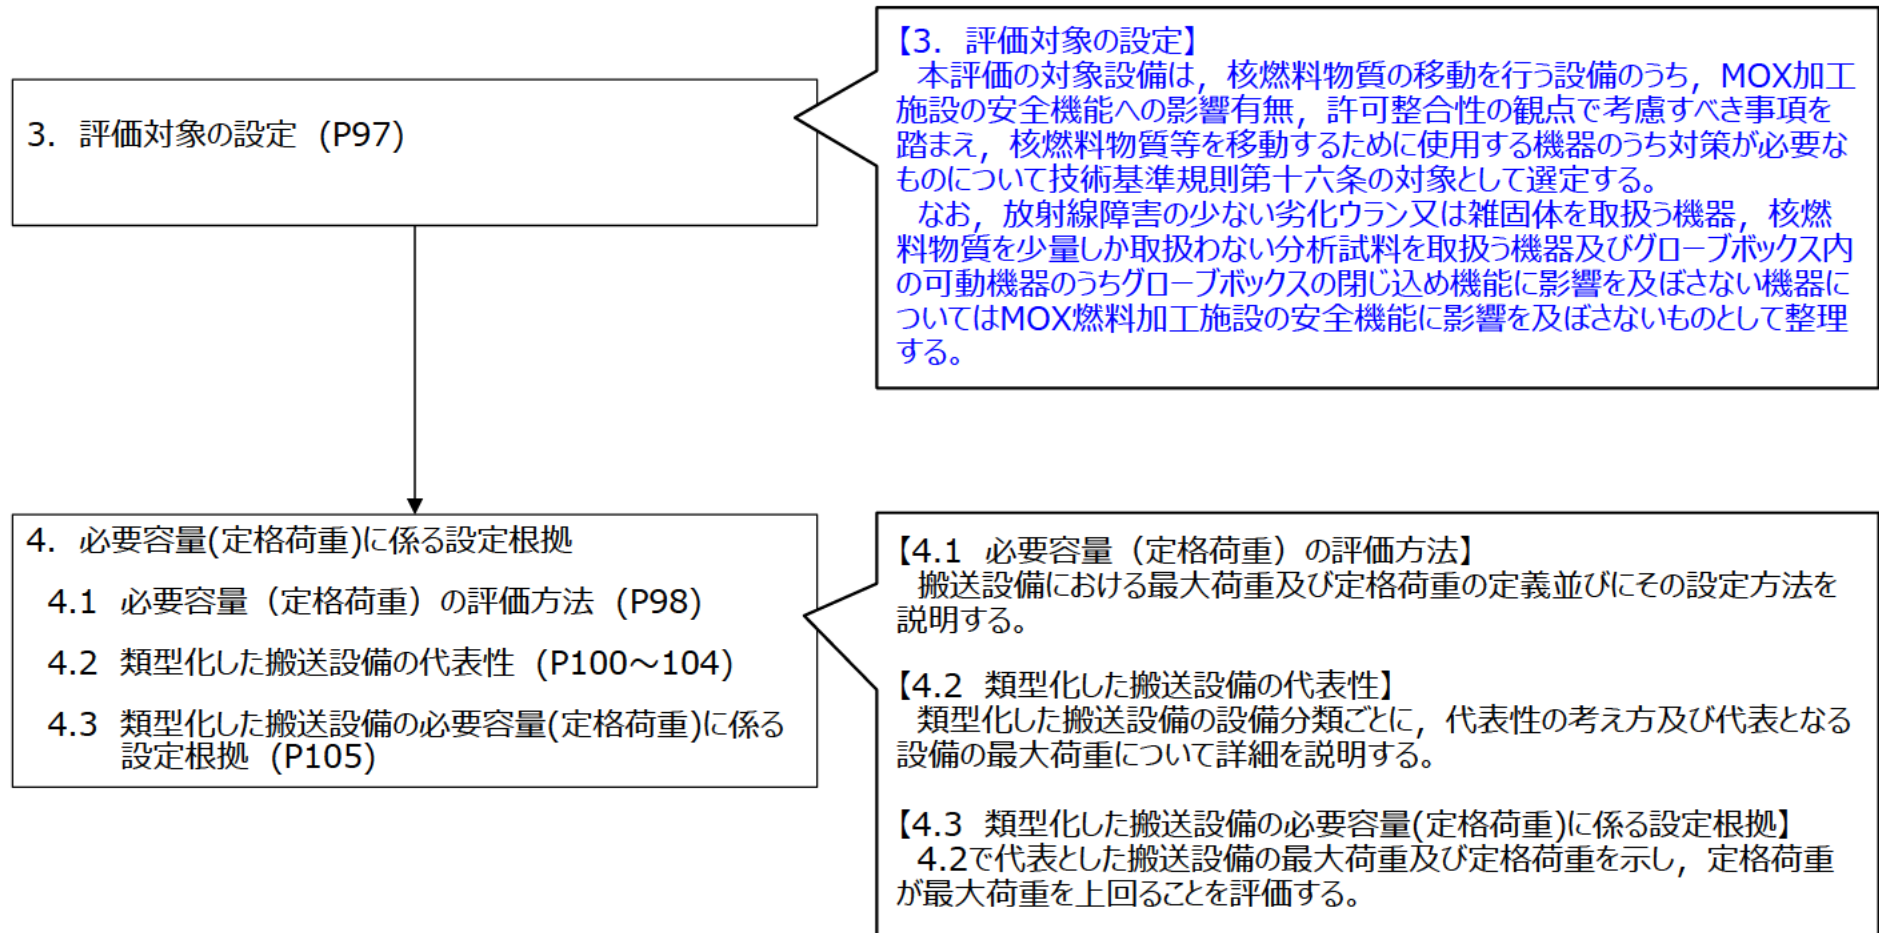 3. 評価対象の設定 (P97)
【3. 評価対象の設定】
本評価の対象設備は，核燃料物質の移動を行う設備のうち，MOX加工
施設の安全機能への影響有無，許可整合性の観点で考慮すべき事項を
踏まえ，核燃料物質等を移動するために使用する機器のうち対策が必要な
ものについて技術基準規則第十六条の対象として選定する。
なお，放射線障害の少ない劣化ウラン又は雑固体を取扱う機器，核燃
料物質を少量しか取扱わない分析試料を取扱う機器及びグローブボックス内
の可動機器のうちグローブボックスの閉じ込め機能に影響を及ぼさない機器に
ついてはMOX燃料加工施設の安全機能に影響を及ぼさないものとして整理
する。
4. 必要容量(定格荷重)に係る設定根拠
4.1 必要容量（定格荷重）の評価方法 (P98)
4.2 類型化した搬送設備の代表性 (P100～104)
4.3 類型化した搬送設備の必要容量(定格荷重)に係る
設定根拠 (P105)
【4.1 必要容量（定格荷重）の評価方法】
搬送設備における最大荷重及び定格荷重の定義並びにその設定方法を
説明する。
【4.2 類型化した搬送設備の代表性】
類型化した搬送設備の設備分類ごとに，代表性の考え方及び代表となる
設備の最大荷重について詳細を説明する。
【4.3 類型化した搬送設備の必要容量(定格荷重)に係る設定根拠】
4.2で代表とした搬送設備の最大荷重及び定格荷重を示し，定格荷重
が最大荷重を上回ることを評価する。